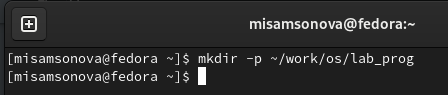 misamsonova@fedora:~
[misamsonova@fedora ~]$ mkdir -p ~/work/os/lab_prog
[misamsonova@fedora ~]$